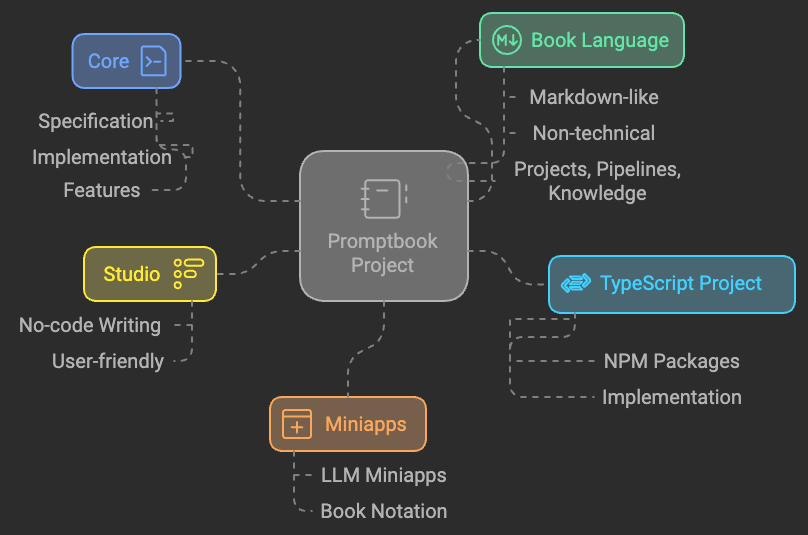 Core
Specification
Implementation
Features
M↓ Book Language
Markdown-like
Non-technical
Projects, Pipelines,
Knowledge
Promptbook
Project
Studio
No-code Writing
User-friendly
TypeScript Project
NPM Packages
Implementation
Miniapps
LLM Miniapps
Book Notation